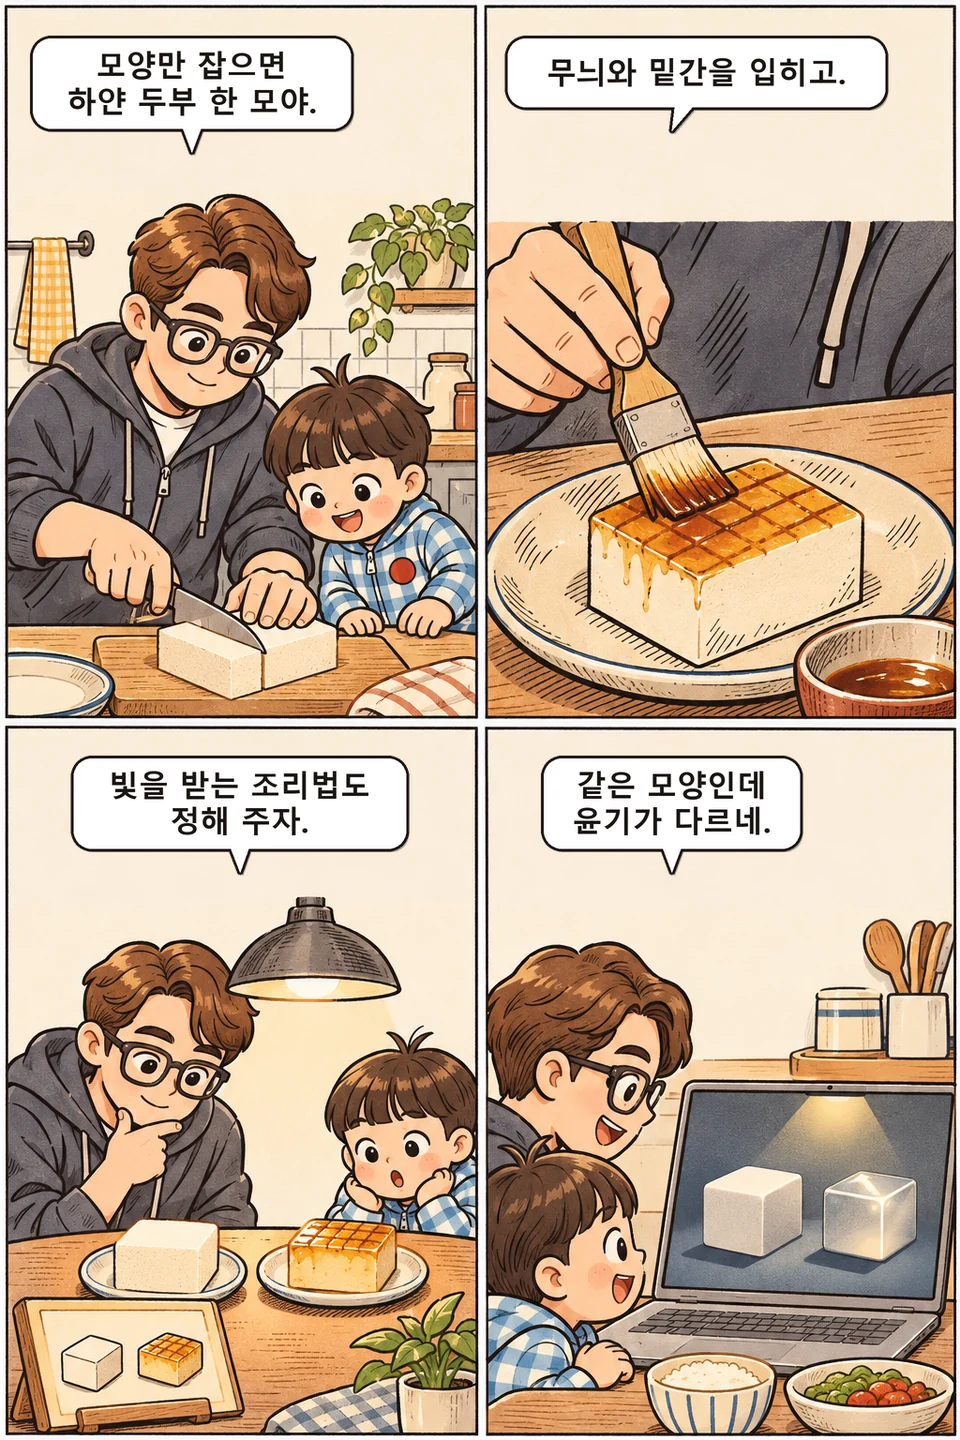 모양만 잡으면
하얀 두부 한 모야.
무늬와 밑간을 입히고.
빛을 받는 조리법도
정해 주자.
같은 모양인데
윤기가 다르네.